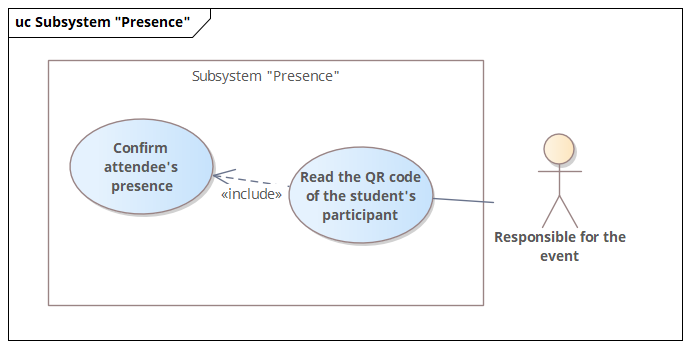 uc Subsystem "Presence"
Subsystem "Presence"
Confirm
attendee's
presence
«include»
Read the QR code
of the student's
participant
Responsible for the
event